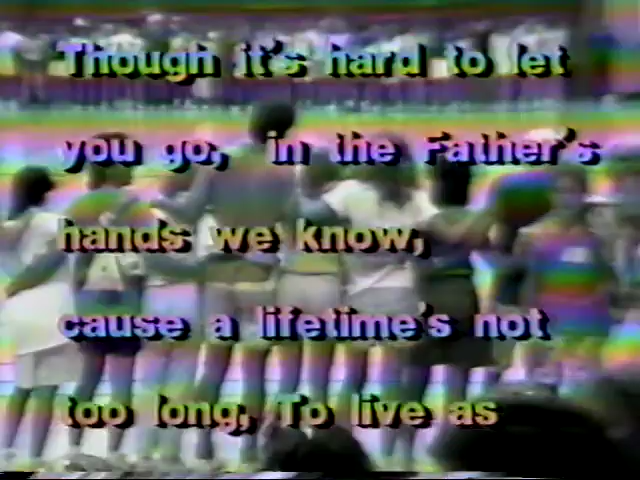 Though it's hard to let
you go, in the Father's
hands we know,
cause a lifetime's not
too long, To live as